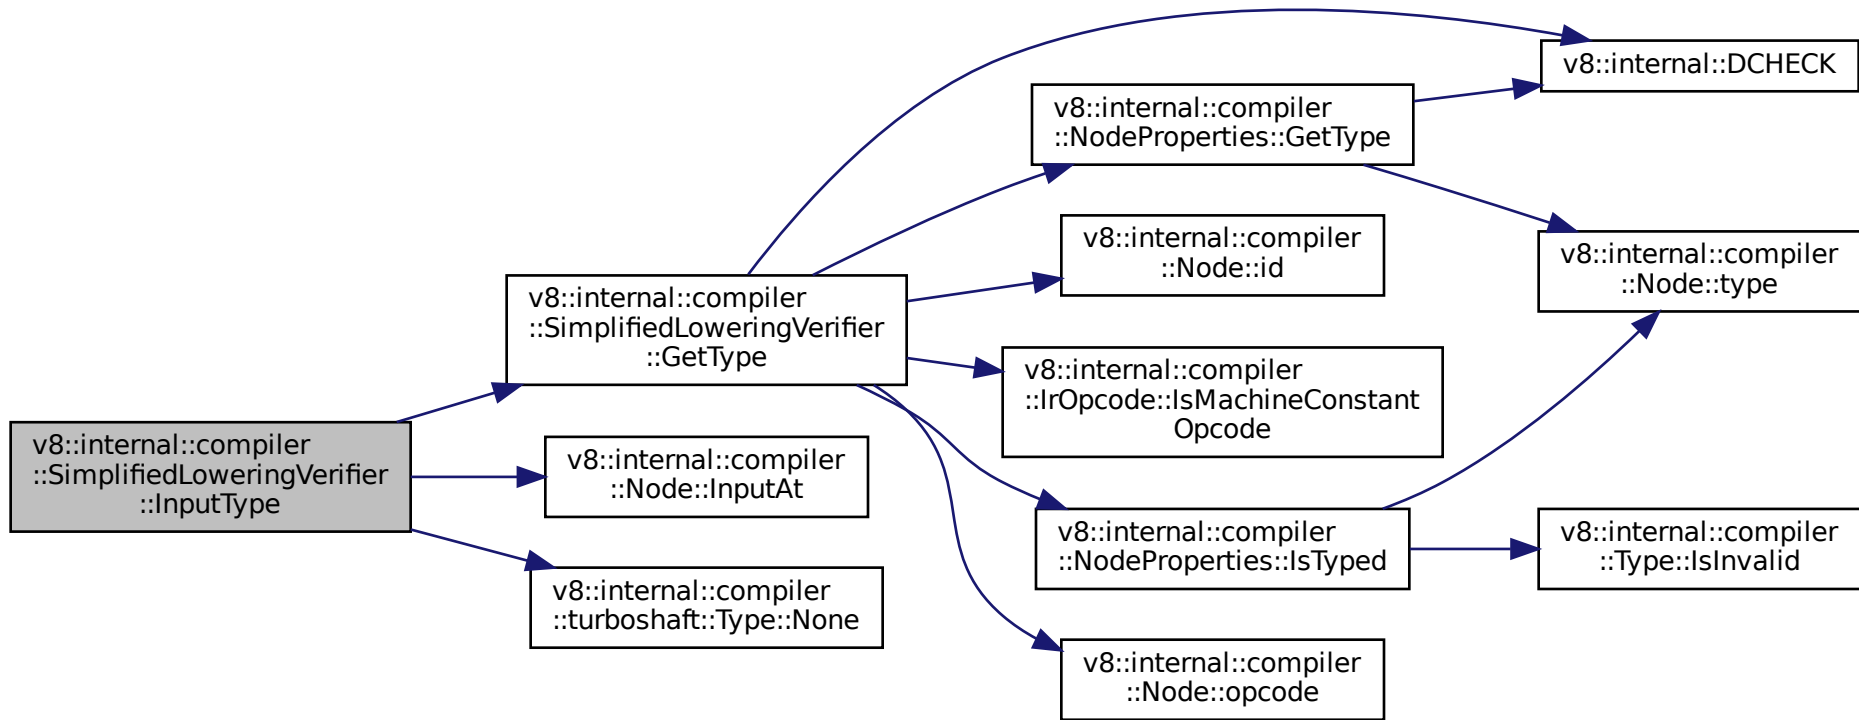 v8::internal::compiler
::SimplifiedLoweringVerifier
::InputType
v8::internal::compiler
::SimplifiedLoweringVerifier
::GetType
v8::internal::compiler
::Node::InputAt
v8::internal::compiler
::turboshaft::Type::None
v8::internal::DCHECK
v8::internal::compiler
::NodeProperties::GetType
v8::internal::compiler
::Node::id
v8::internal::compiler
::IrOpcode::IsMachineConstant
Opcode
v8::internal::compiler
::NodeProperties::IsTyped
v8::internal::compiler
::Node::opcode
v8::internal::compiler
::Node::type
v8::internal::compiler
::Type::IsInvalid